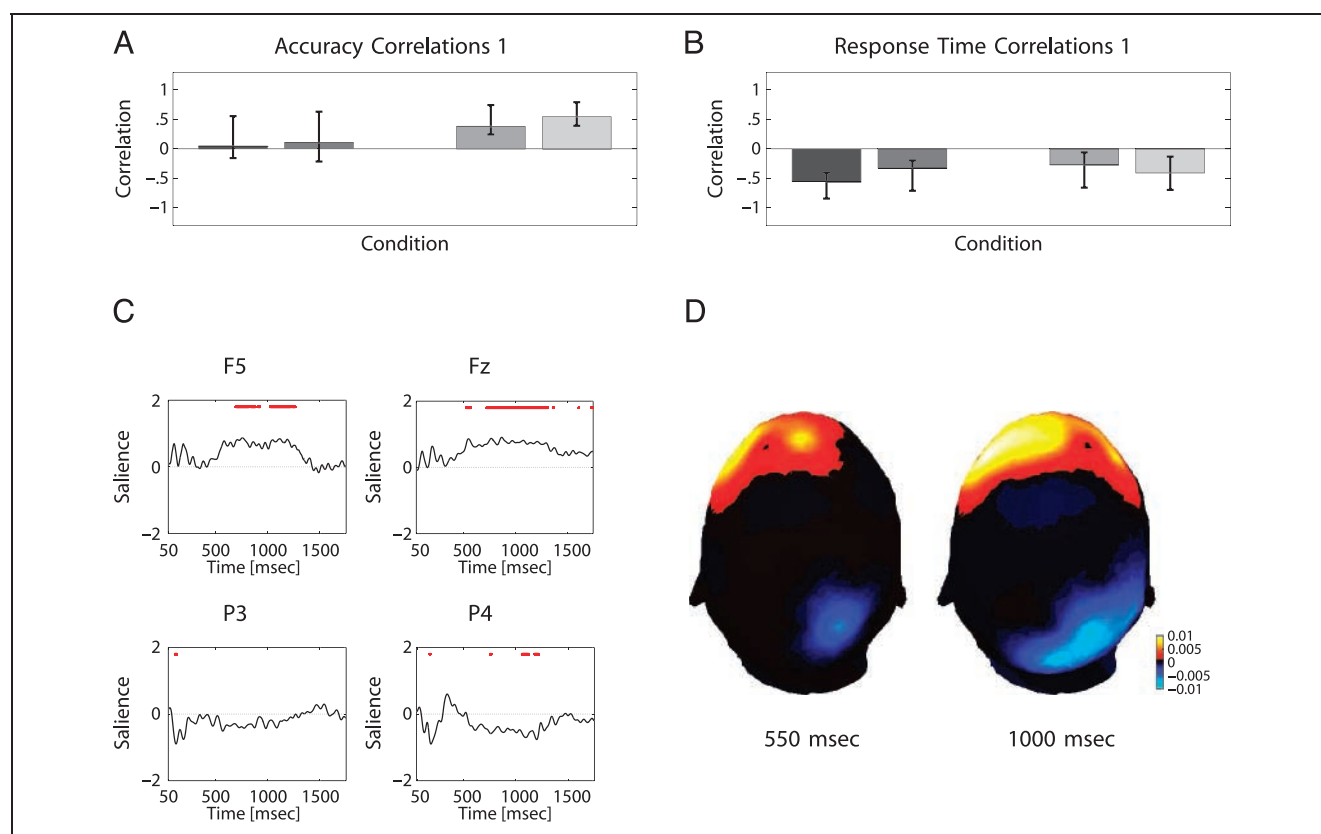 A
Accuracy Correlations 1
Correlation
1
.5
0
-.5
-1
Condition
B
Response Time Correlations 1
Correlation
1
.5
0
-.5
-1
Condition
C
F5
Salience
2
0
−2
50 500 1000 1500
Time [msec]
Fz
Salience
2
0
−2
50 500 1000 1500
Time [msec]
P3
Salience
2
0
−2
50 500 1000 1500
Time [msec]
P4
Salience
2
0
−2
50 500 1000 1500
Time [msec]
D
0.01
0.005
0
−0.005
−0.01
550 msec
1000 msec